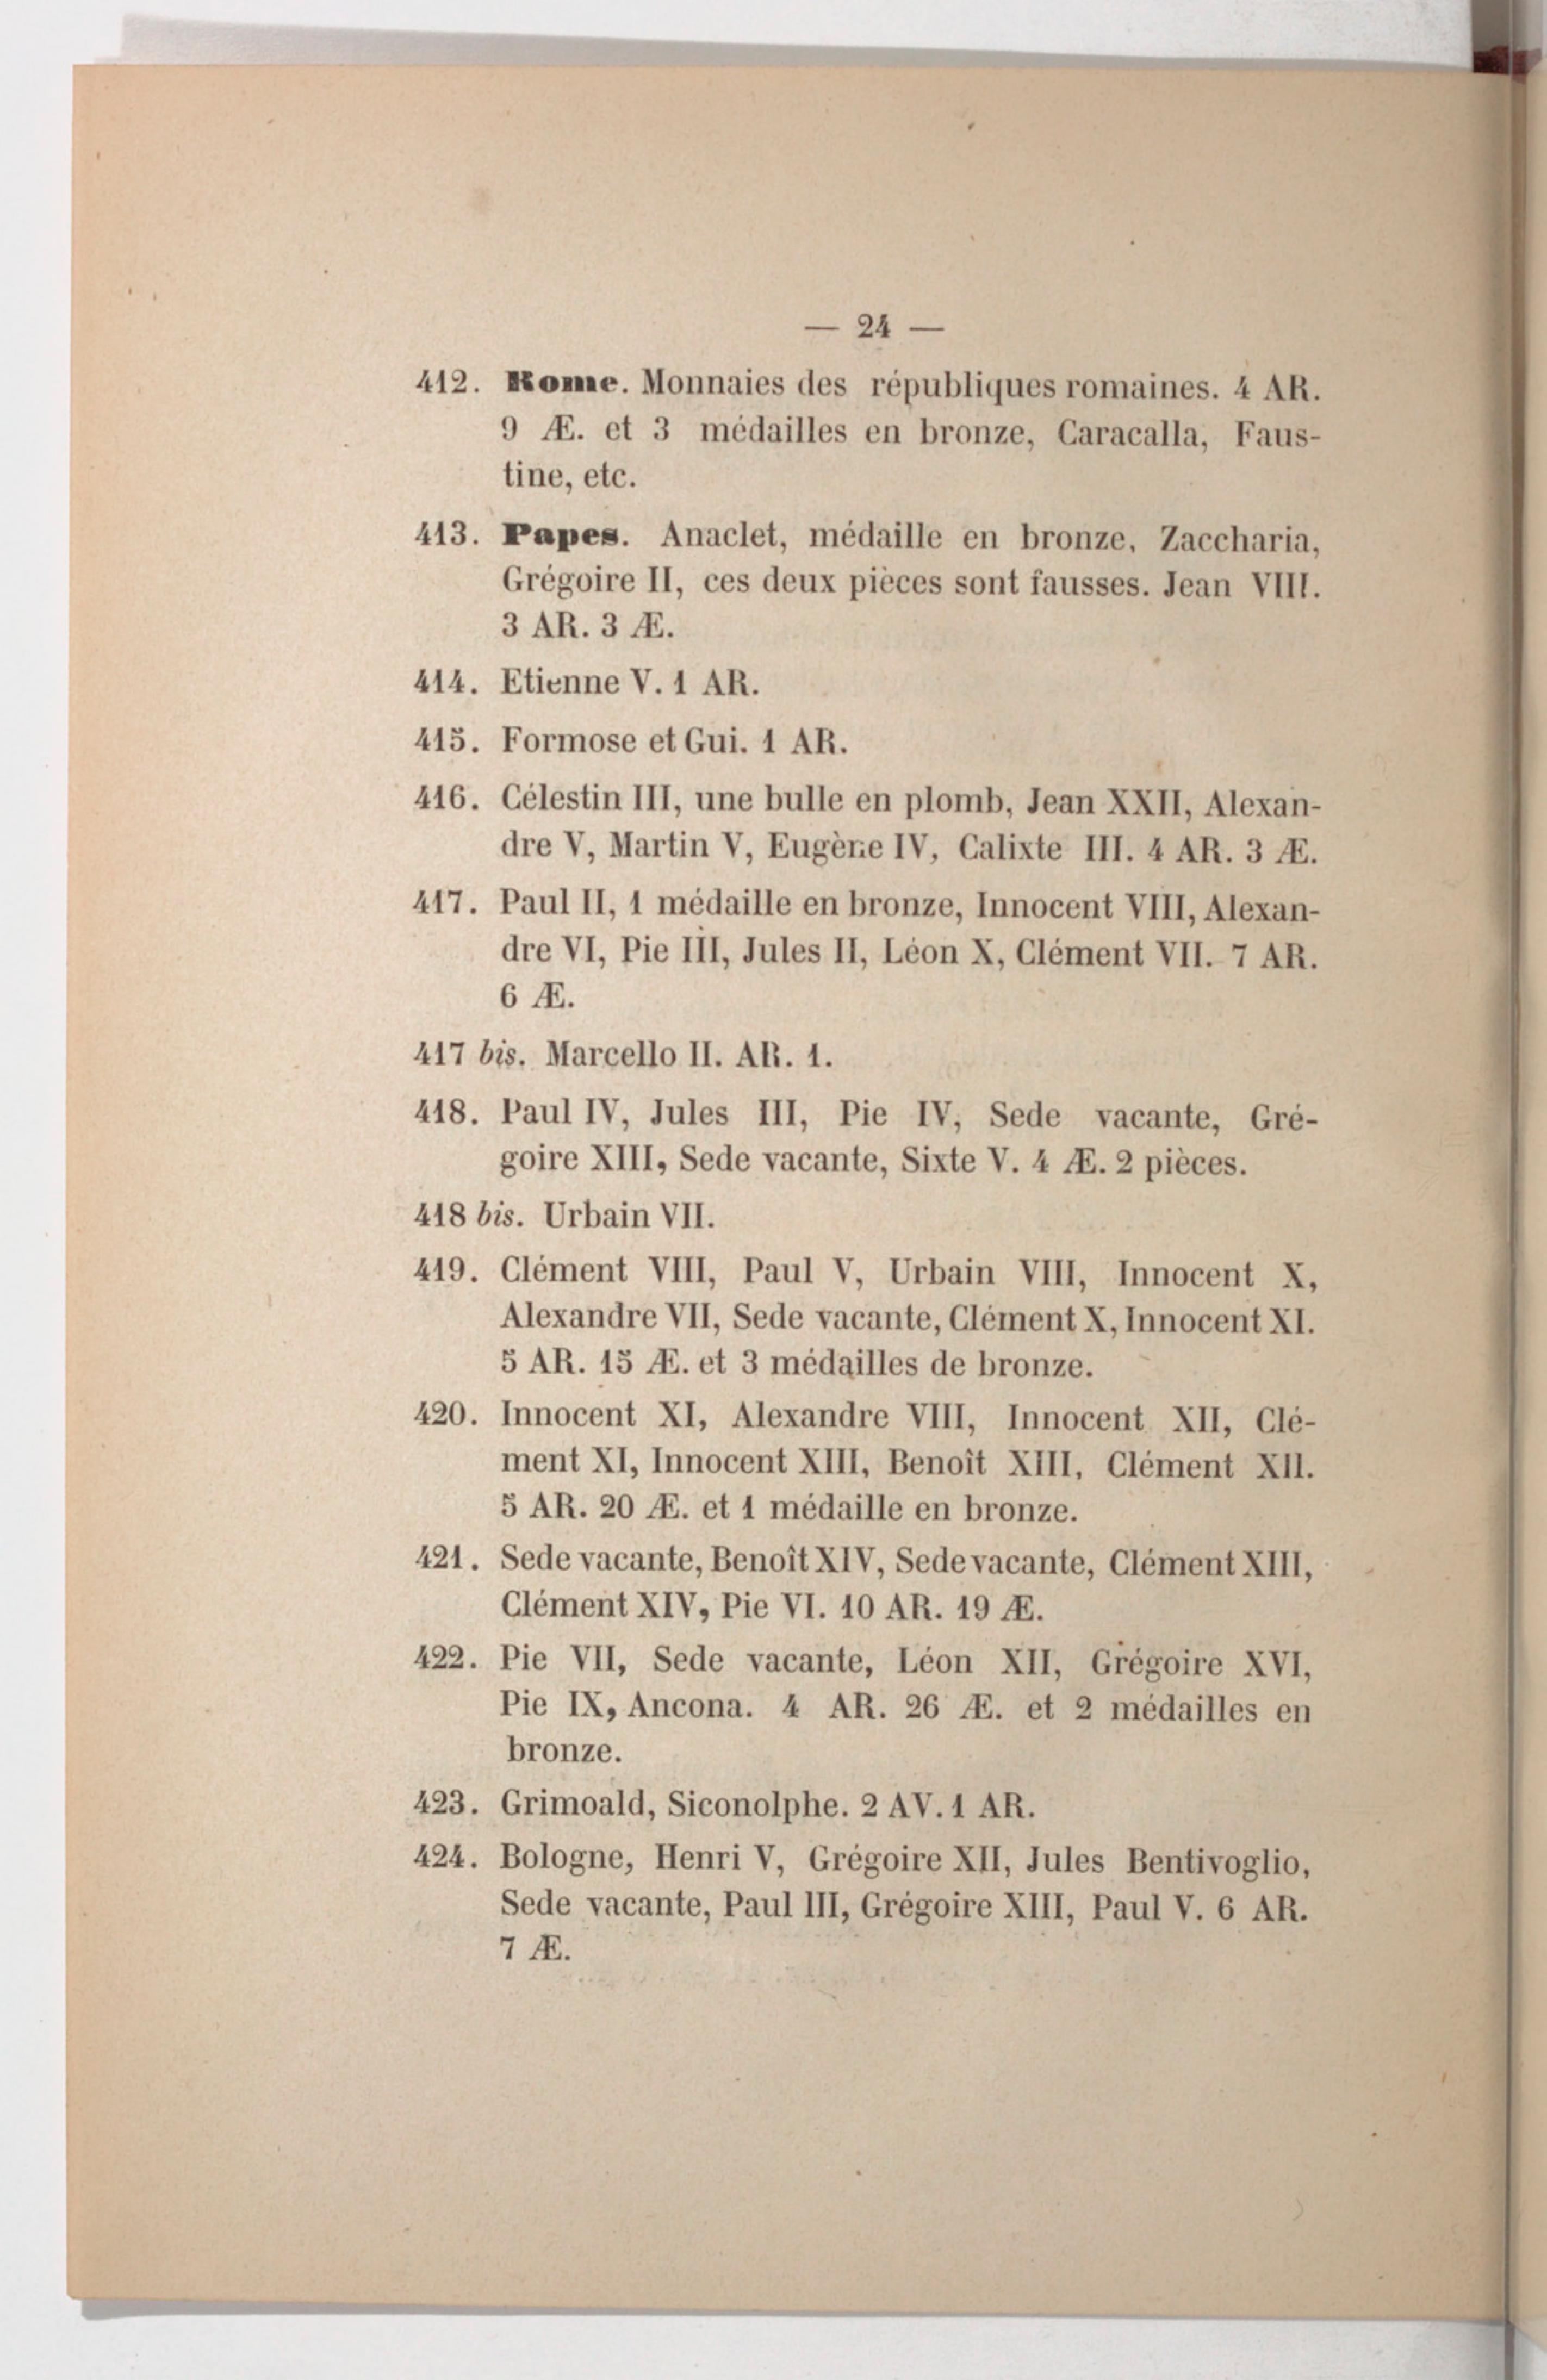 — 24 —
412. Rome. Monnaies des républiques romaines. 4 AR.
9 Æ. et 3 médailles en bronze, Caracalla, Faus-
tine, etc.
413. Papes. Anaclet, médaille en bronze, Zaccharia,
Grégoire II, ces deux pièces sont fausses. Jean VIII.
3 AR. 3 Æ.
414. Etienne V. 1 AR.
415. Formose et Gui. 1 AR.
416. Célestin III, une bulle en plomb, Jean XXII, Alexan-
dre V, Martin V, Eugène IV, Calixte III. 4 AR. 3 Æ.
417. Paul II, 1 médaille en bronze, Innocent VIII, Alexan-
dre VI, Pie III, Jules II, Léon X, Clément VII. 7 AR.
6 Æ.
417 bis. Marcello II. AR. 1.
418. Paul IV, Jules III, Pie IV, Sede vacante, Gré-
goire XIII, Sede vacante, Sixte V. 4 Æ. 2 pièces.
418 bis. Urbain VII.
419. Clément VIII, Paul V, Urbain VIII, Innocent X,
Alexandre VII, Sede vacante, Clément X, Innocent XI.
5 AR. 15 Æ. et 3 médailles de bronze.
420. Innocent XI, Alexandre VIII, Innocent XII, Clé-
ment XI, Innocent XIII, Benoît XIII, Clément XII.
5 AR. 20 Æ. et 1 médaille en bronze.
421. Sede vacante, Benoît XIV, Sede vacante, Clément XIII,
Clément XIV, Pie VI. 10 AR. 19 Æ.
422. Pie VII, Sede vacante, Léon XII, Grégoire XVI,
Pie IX, Ancona. 4 AR. 26 Æ. et 2 médailles en
bronze.
423. Grimoald, Siconolphe. 2 AV. 1 AR.
424. Bologne, Henri V, Grégoire XII, Jules Bentivoglio,
Sede vacante, Paul III, Grégoire XIII, Paul V. 6 AR.
7 Æ.